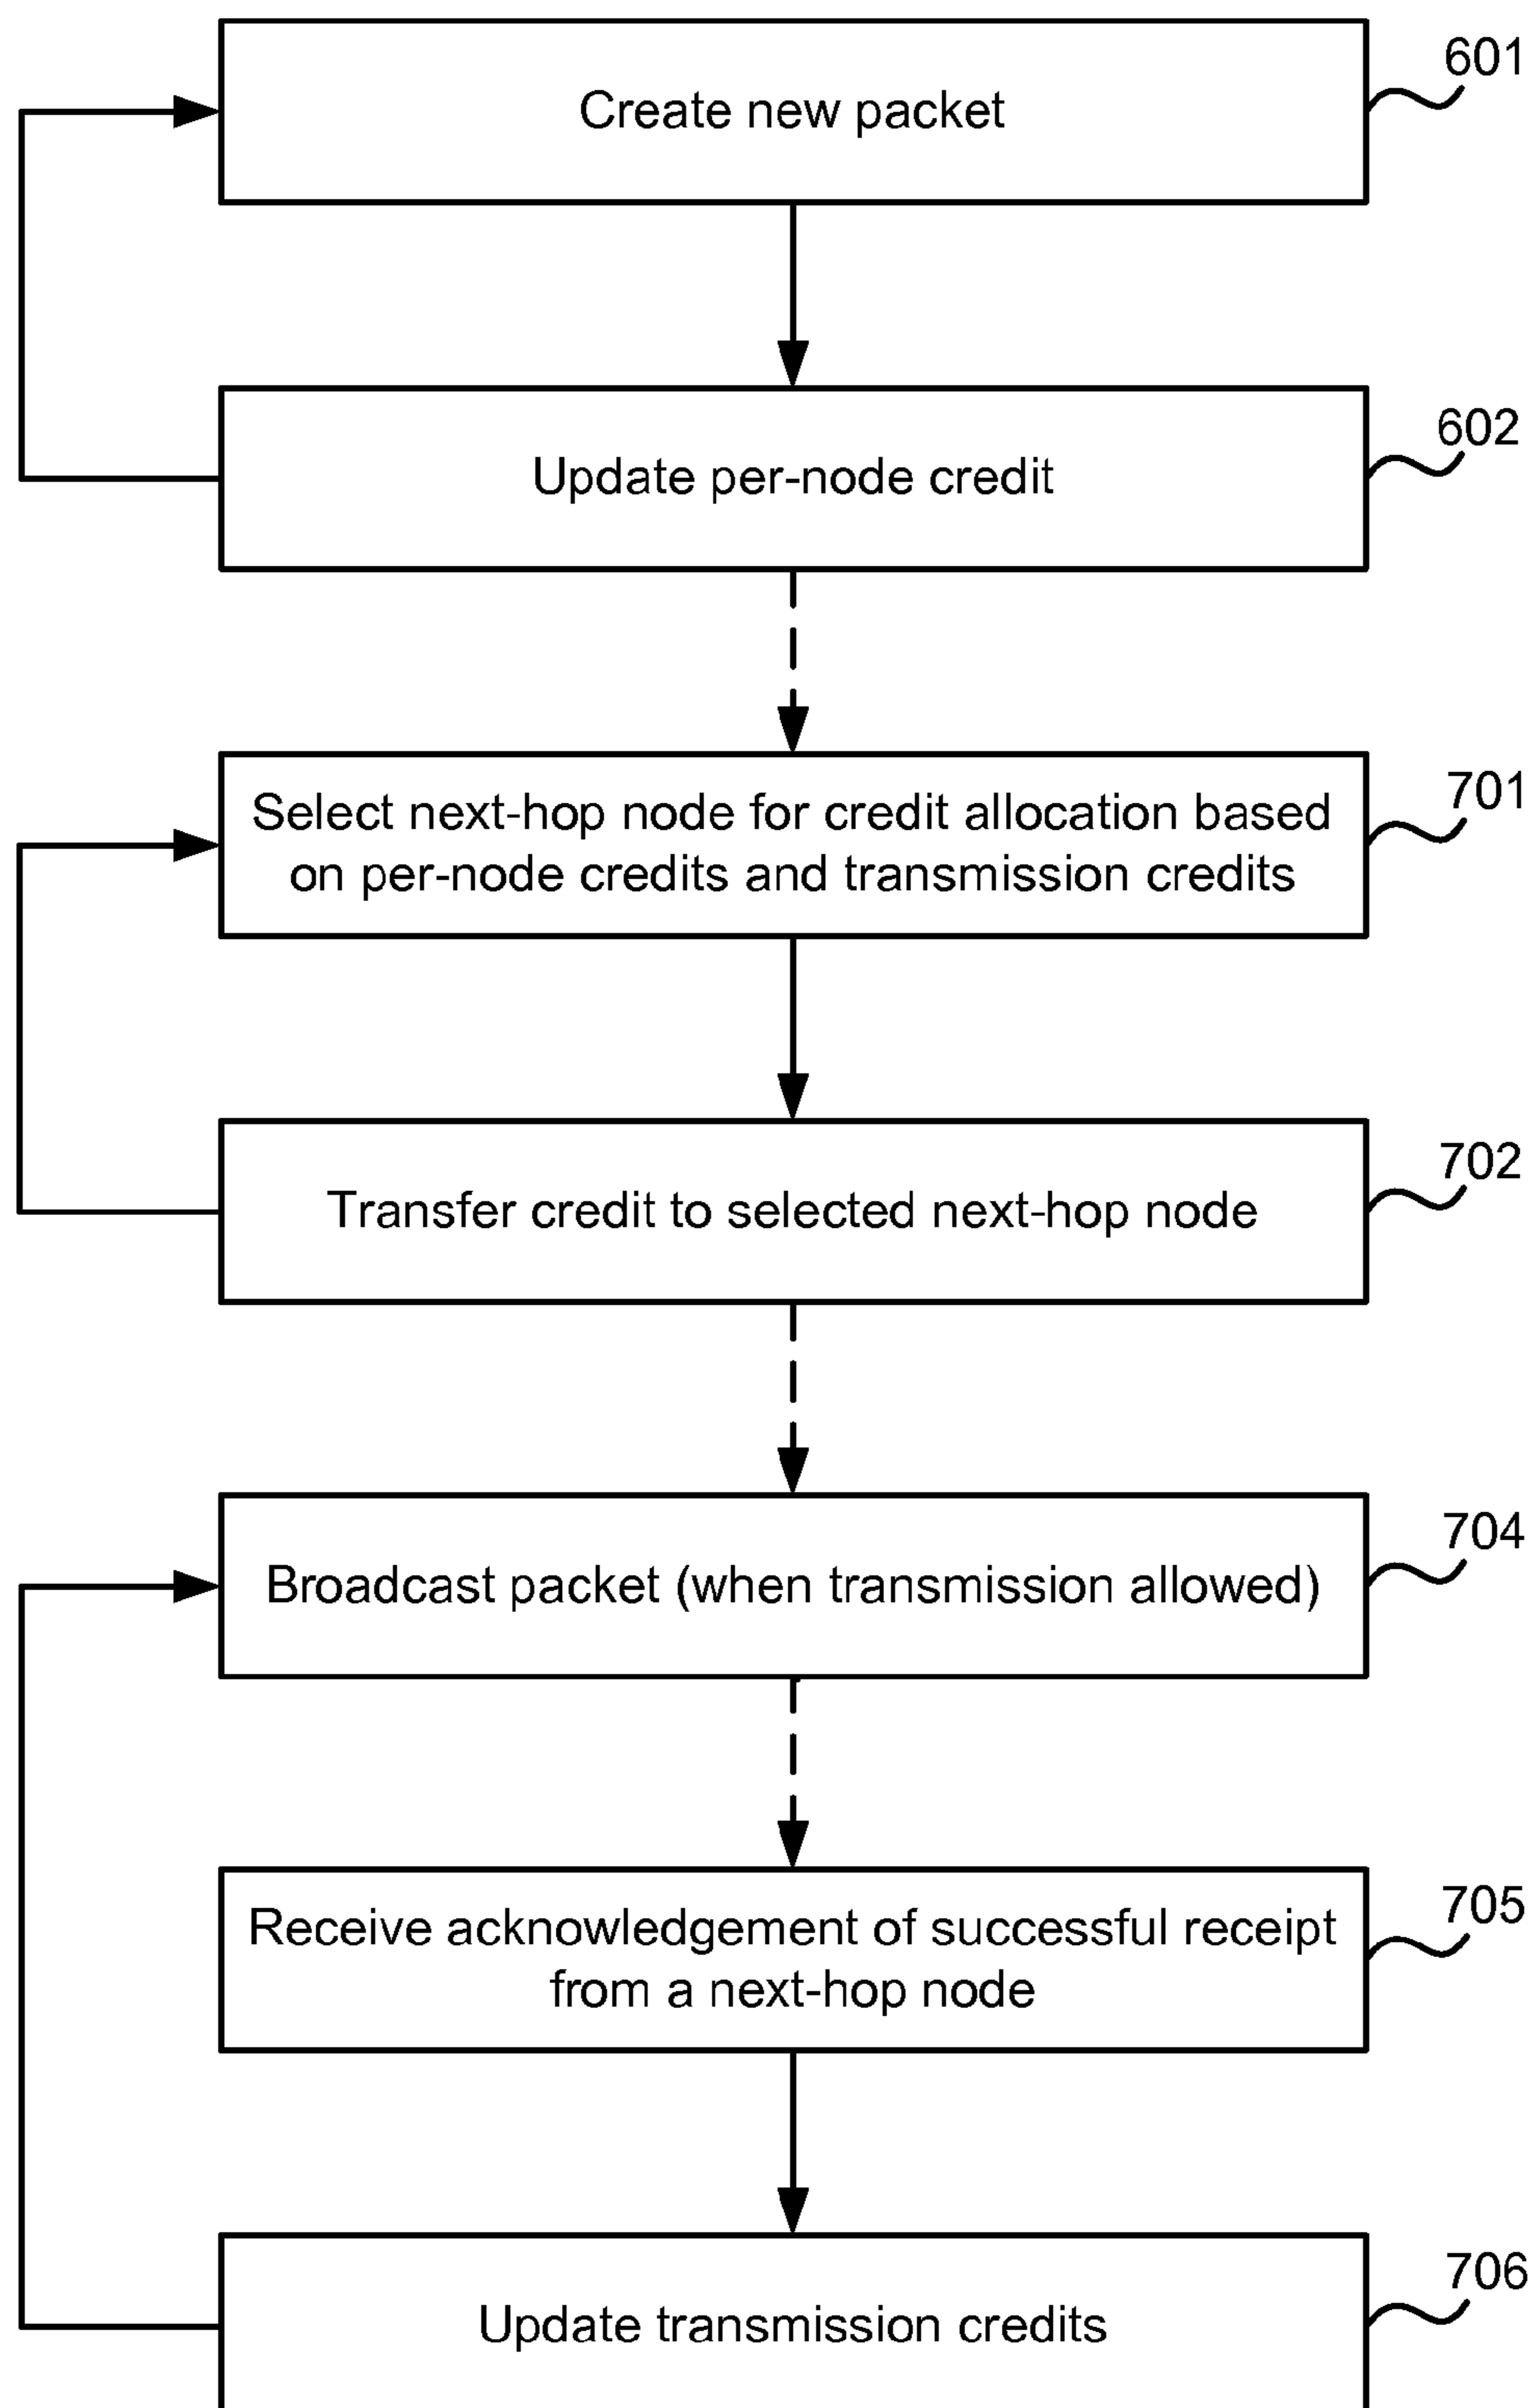 601
Create new packet
602
Update per-node credit
701
Select next-hop node for credit allocation based
on per-node credits and transmission credits
702
Transfer credit to selected next-hop node
704
Broadcast packet (when transmission allowed)
705
Receive acknowledgement of successful receipt
from a next-hop node
706
Update transmission credits